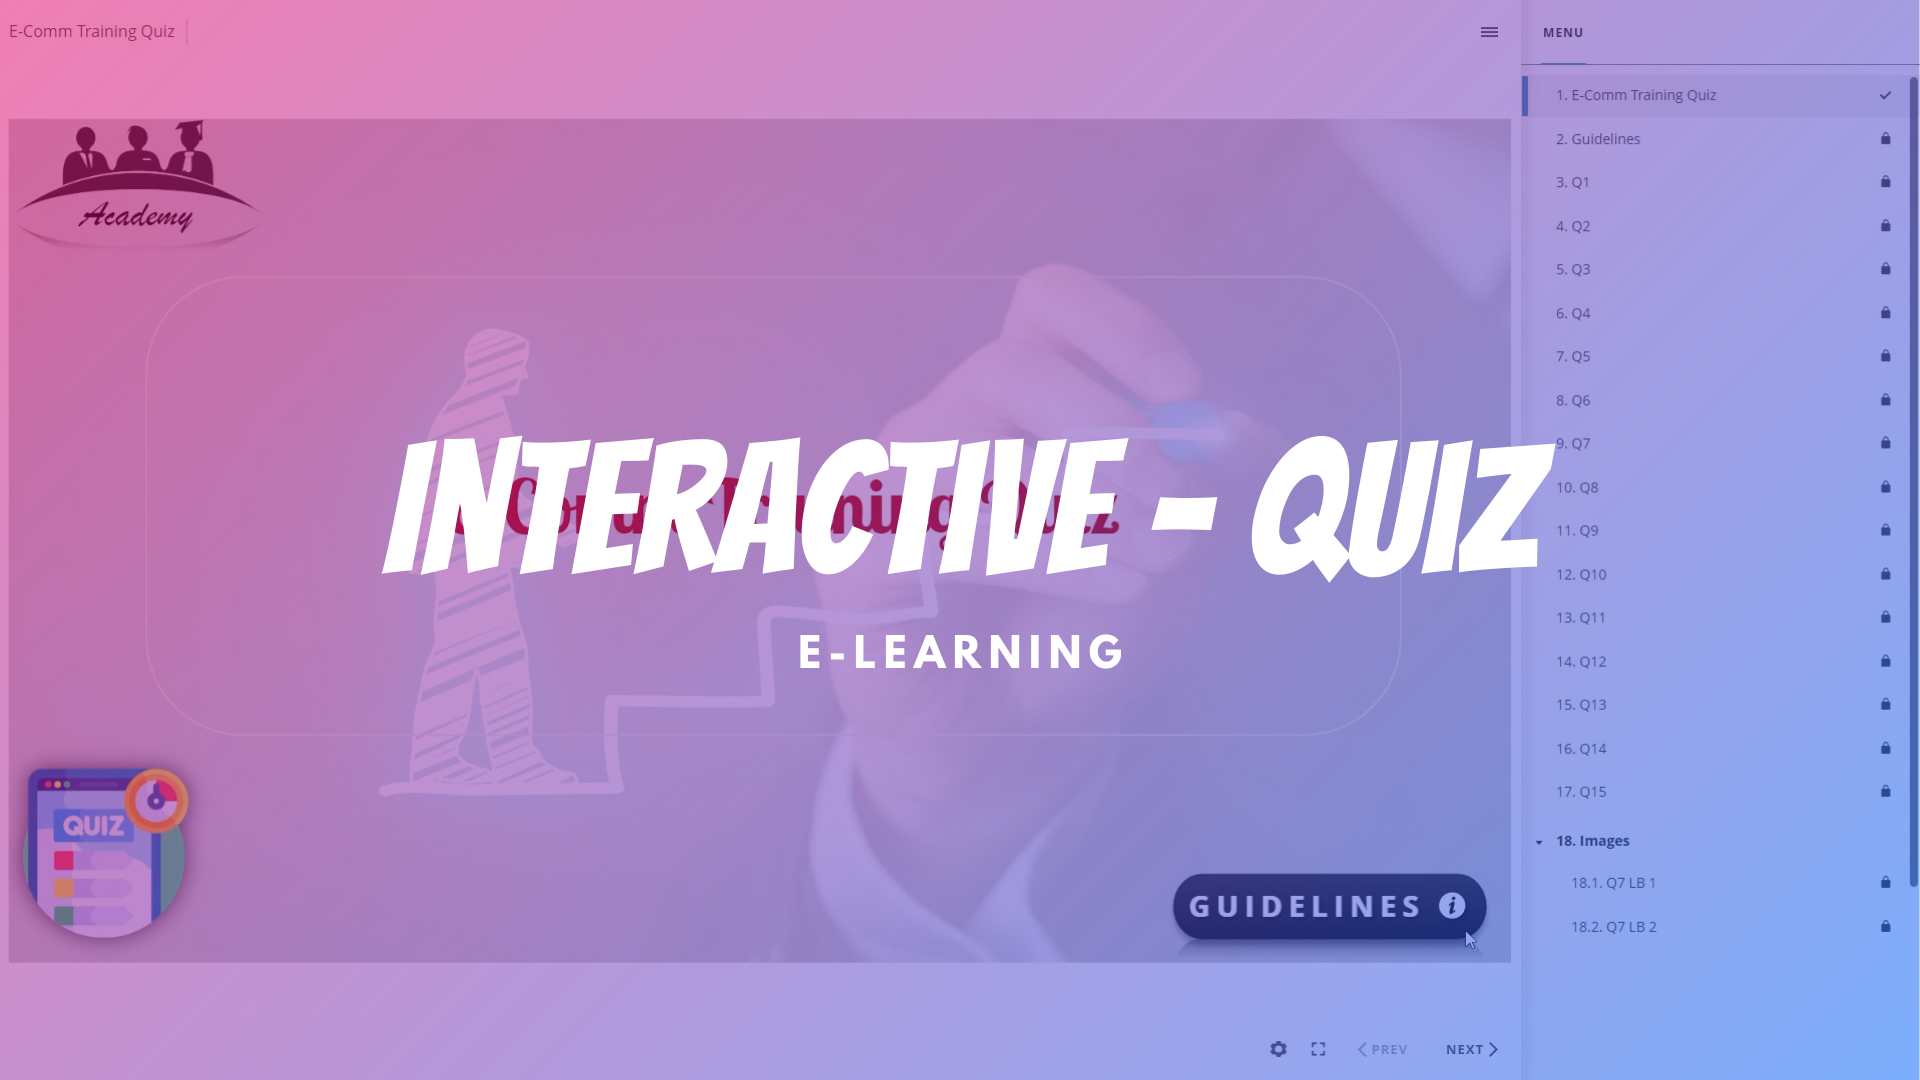 E-Comm Training Quiz
MENU
1. E-Comm Training Quiz
2. Guidelines
3. Q1
4. Q2
5. Q3
6. Q4
7. Q5
8. Q6
9. Q7
10. Q8
11. Q9
12. Q10
13. Q11
14. Q12
15. Q13
16. Q14
17. Q15
18. Images
18.1. Q7 LB 1
18.2. Q7 LB 2
Academy
INTERACTIVE - QUIZ
E-LEARNING
QUIZ
GUIDELINES i
PREV
NEXT